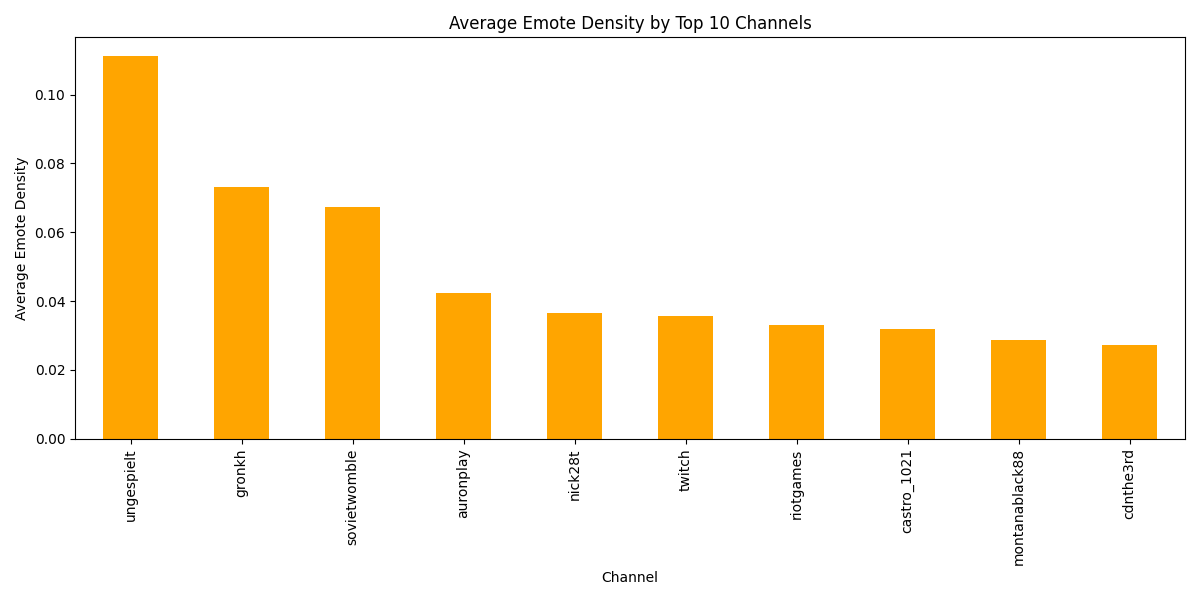 Average Emote Density by Top 10 Channels
Average Emote Density
0.10
0.08
0.06
0.04
0.02
0.00
ungespielt
gronkh
sovietwomble
auronplay
nick28t
twitch
riotgames
castro_1021
montanablack88
cdnthe3rd
Channel